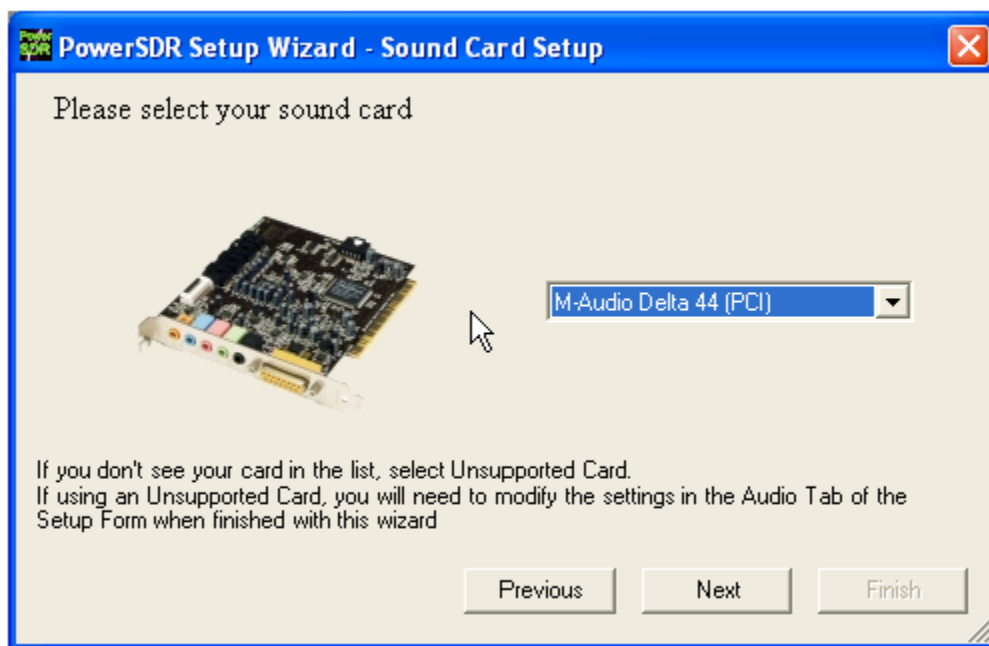 Power SDR
PowerSDR Setup Wizard - Sound Card Setup
Please select your sound card
M-Audio Delta 44 (PCI)
If you don't see your card in the list, select Unsupported Card.
If using an Unsupported Card, you will need to modify the settings in the Audio Tab of the
Setup Form when finished with this wizard
Previous Next Finish